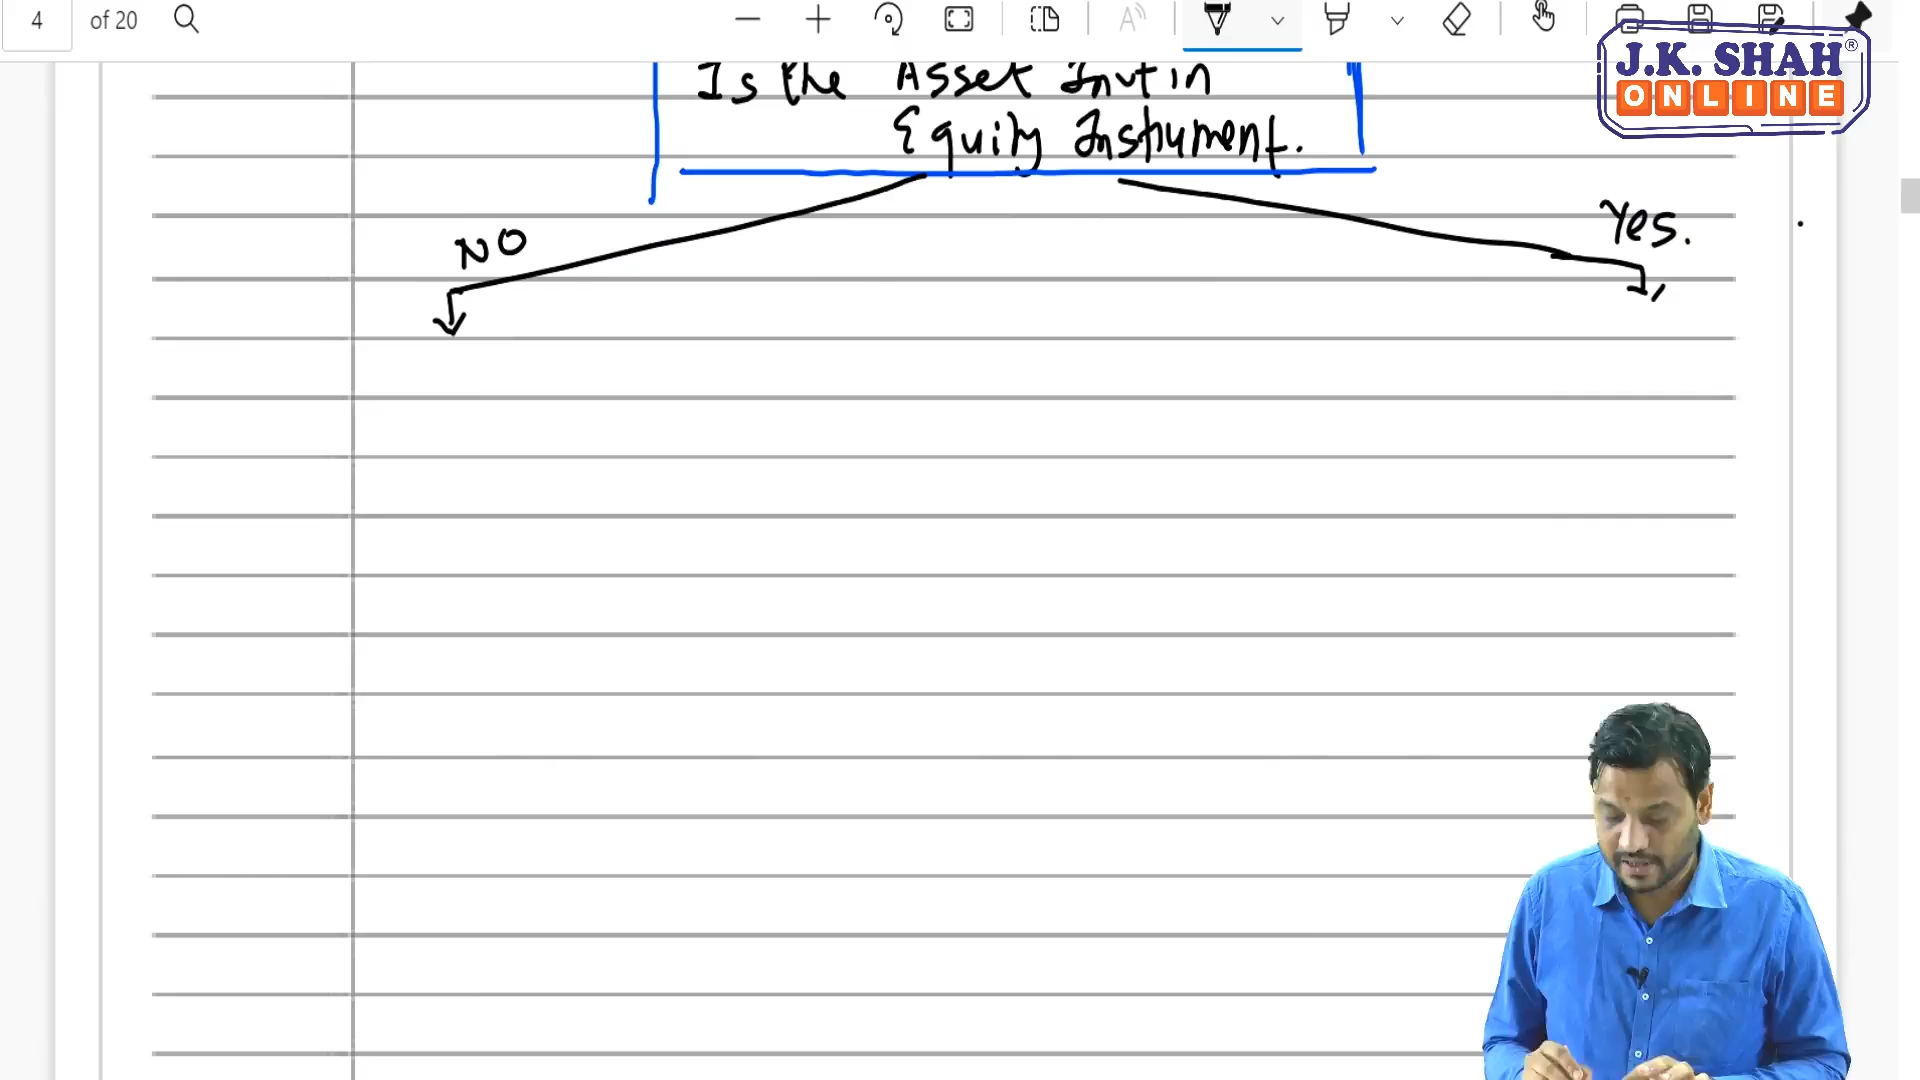 4 of 20
J.K. SHAH®
ONLINE
Is the Asset Invt in
Equity Instrument.
NO
Yes.